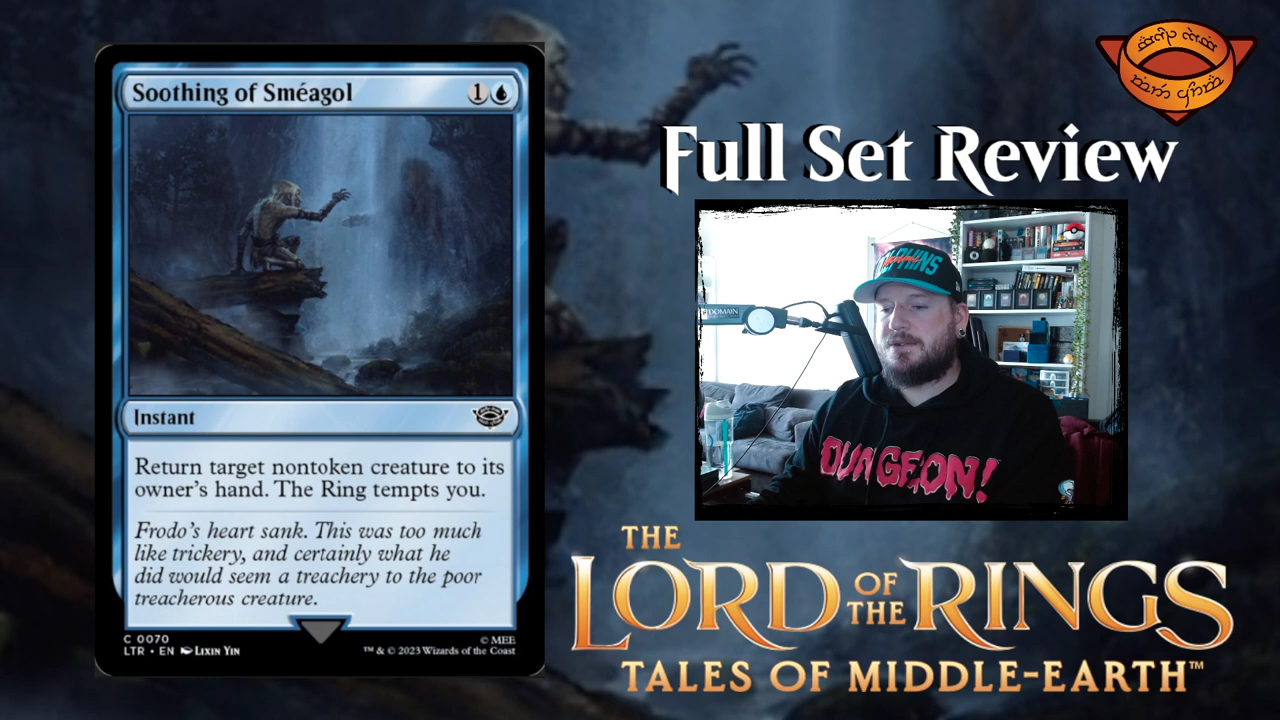 Soothing of Sméagol
1
Instant
Return target nontoken creature to its
owner's hand. The Ring tempts you.
Frodo's heart sank. This was too much
like trickery, and certainly what he
did would seem a treachery to the poor
treacherous creature.
C 0070
LTR • EN Lixin Yin
© MEE
™ & © 2023 Wizards of the Coast
Full Set Review
DOMAIN
DUNGEON!
THE
LORD OF THE RINGS
TALES OF MIDDLE-EARTH™